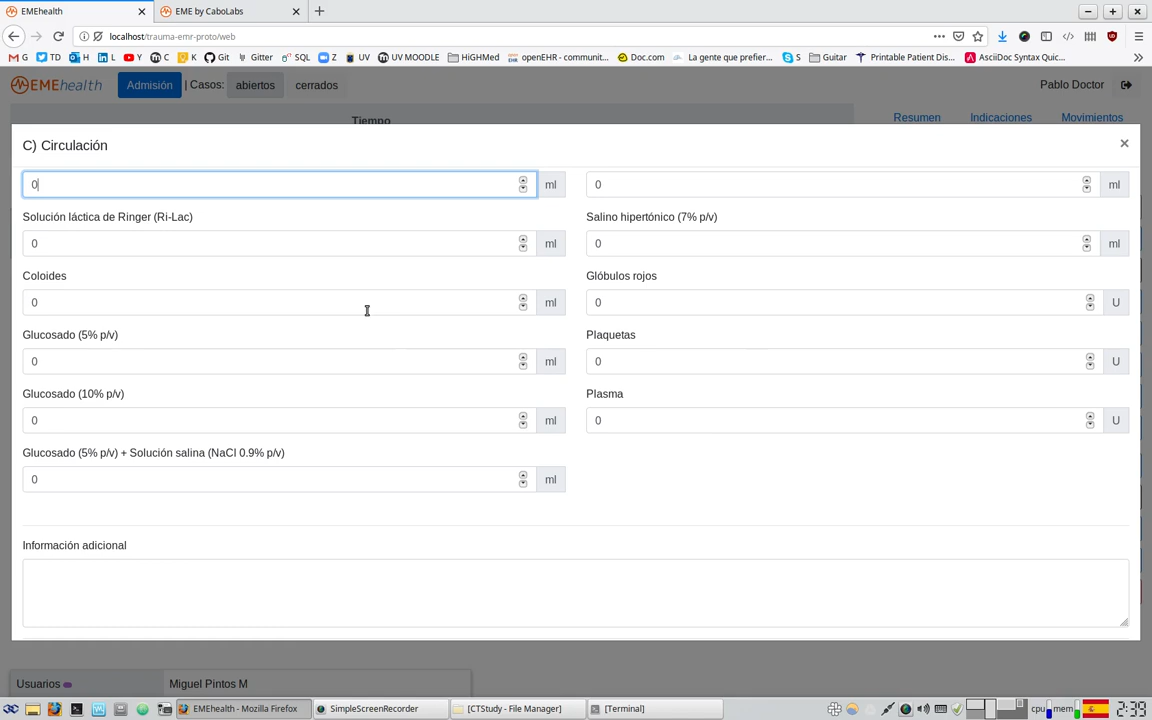 EMEhealth
EME by CaboLabs
localhost/trauma-emr-proto/web
G TD H L Y C K Git Gitter SQL Z UV UV MOODLE HiGHMed openEHR - communit... Doc.com La gente que prefier... S Guitar Printable Patient Dis... AsciiDoc Syntax Quic...
EMEhealth Admisión | Casos: abiertos cerrados Pablo Doctor
Tiempo Resumen Indicaciones Movimientos
C) Circulación ×
0 ml 0 ml
Solución láctica de Ringer (Ri-Lac) Salino hipertónico (7% p/v)
0 ml 0 ml
Coloides Glóbulos rojos
0 ml 0 U
Glucosado (5% p/v) Plaquetas
0 ml 0 U
Glucosado (10% p/v) Plasma
0 ml 0 U
Glucosado (5% p/v) + Solución salina (NaCl 0.9% p/v)
0 ml
Información adicional
Usuarios Miguel Pintos M
EMEhealth - Mozilla Firefox SimpleScreenRecorder [CTStudy - File Manager] [Terminal] cpu mem 2:39